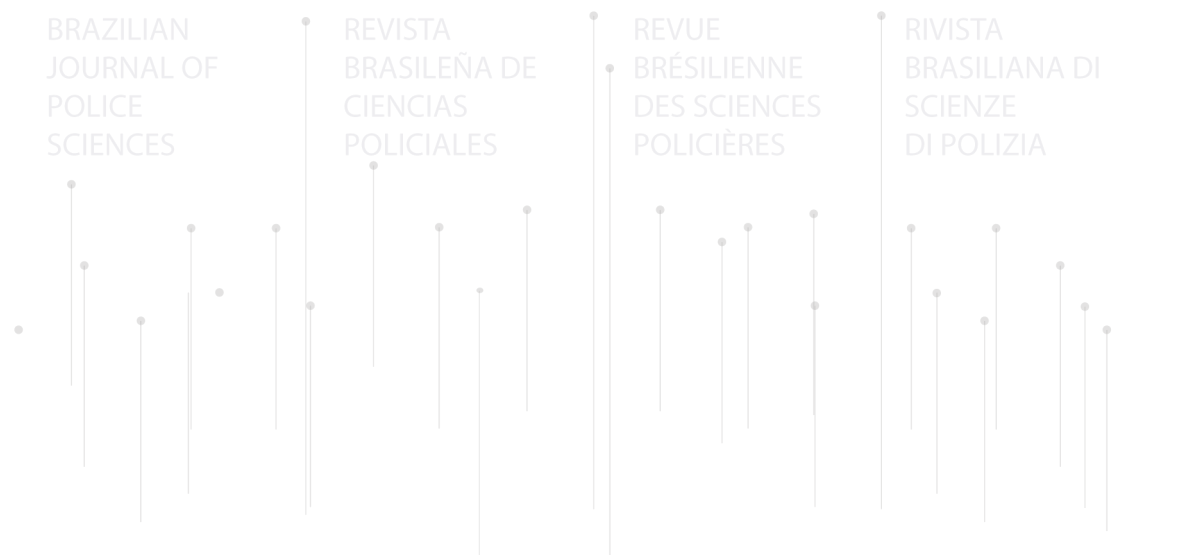 BRAZILIAN
JOURNAL OF
POLICE
SCIENCES
REVISTA
BRASILEÑA DE
CIENCIAS
POLICIALES
REVUE
BRÉSILIENNE
DES SCIENCES
POLICIÈRES
RIVISTA
BRASILIANA DI
SCIENZE
DI POLIZIA